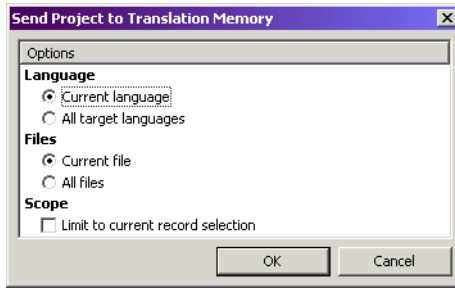 Send Project to Translation Memory
Options
Language
Current language
All target languages
Files
Current file
All files
Scope
Limit to current record selection
OK Cancel